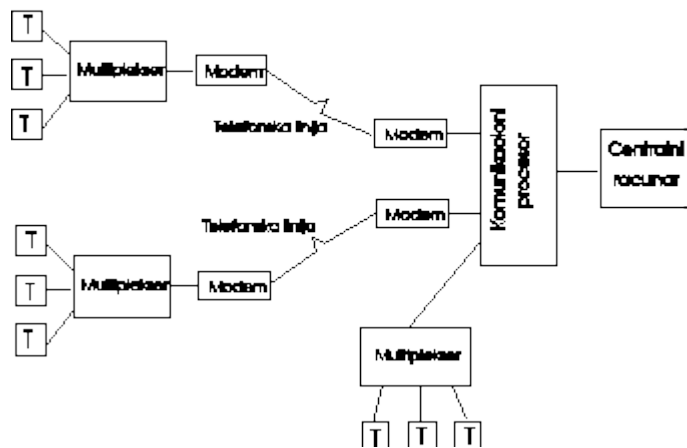 T
T
T
Multiplekser
Modem
Telefonska linija
Modem
Komunikacioni
procesor
Centralni
racunar
Telefonska linija
Modem
T
T
T
Multiplekser
Modem
Multiplekser
T
T
T